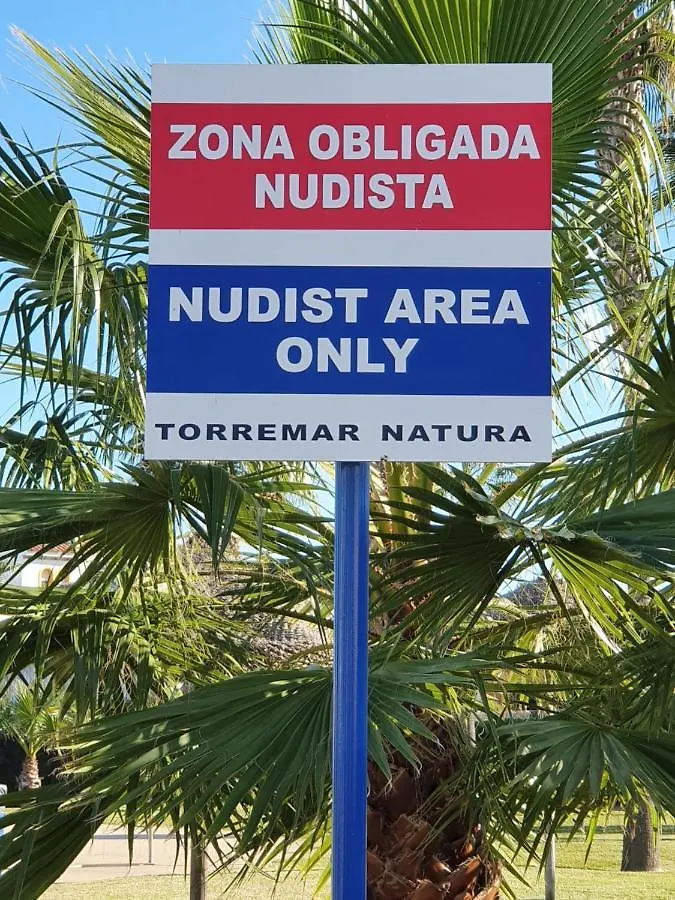 ZONA OBLIGADA
NUDISTA
NUDIST AREA
ONLY
TORREMAR NATURA